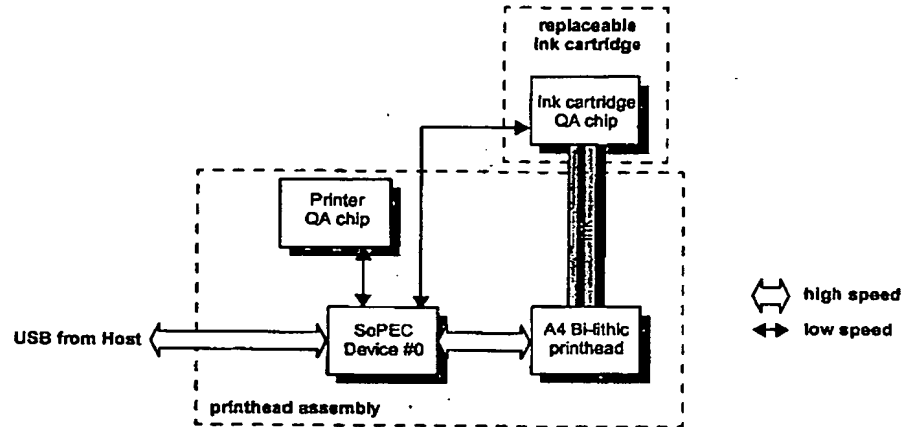 replaceable
ink cartridge
ink cartridge
QA chip
Printer
QA chip
ink
high speed
low speed
USB from Host
SoPEC
Device #0
A4 Bi-lithic
printhead
printhead assembly